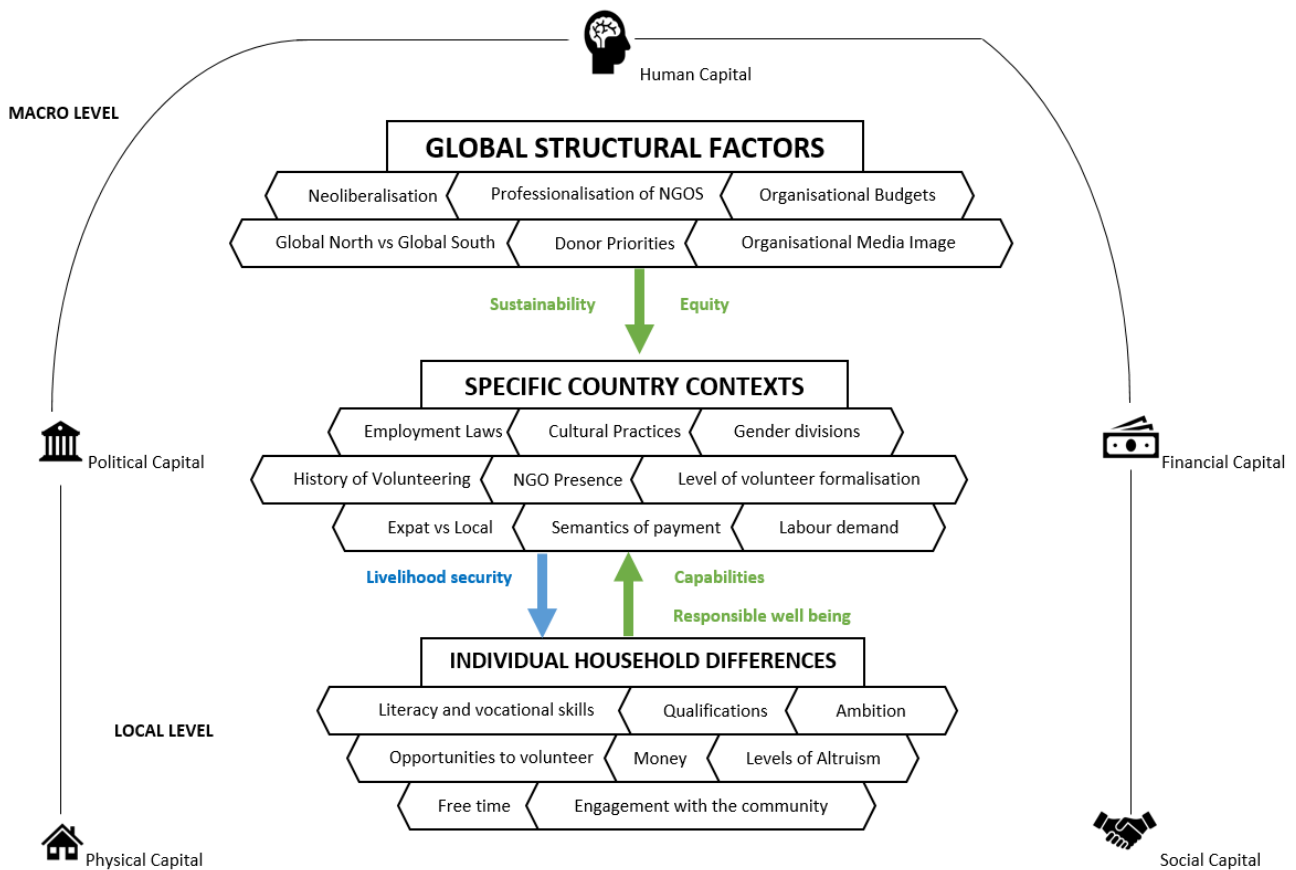 Human Capital
MACRO LEVEL
GLOBAL STRUCTURAL FACTORS
Neoliberalisation
Professionalisation of NGOS
Organisational Budgets
Global North vs Global South
Donor Priorities
Organisational Media Image
Sustainability
Equity
SPECIFIC COUNTRY CONTEXTS
Employment Laws
Cultural Practices
Gender divisions
Political Capital
Financial Capital
History of Volunteering
NGO Presence
Level of volunteer formalisation
Expat vs Local
Semantics of payment
Labour demand
Livelihood security
Capabilities
Responsible well being
INDIVIDUAL HOUSEHOLD DIFFERENCES
Literacy and vocational skills
Qualifications
Ambition
LOCAL LEVEL
Opportunities to volunteer
Money
Levels of Altruism
Free time
Engagement with the community
Physical Capital
Social Capital